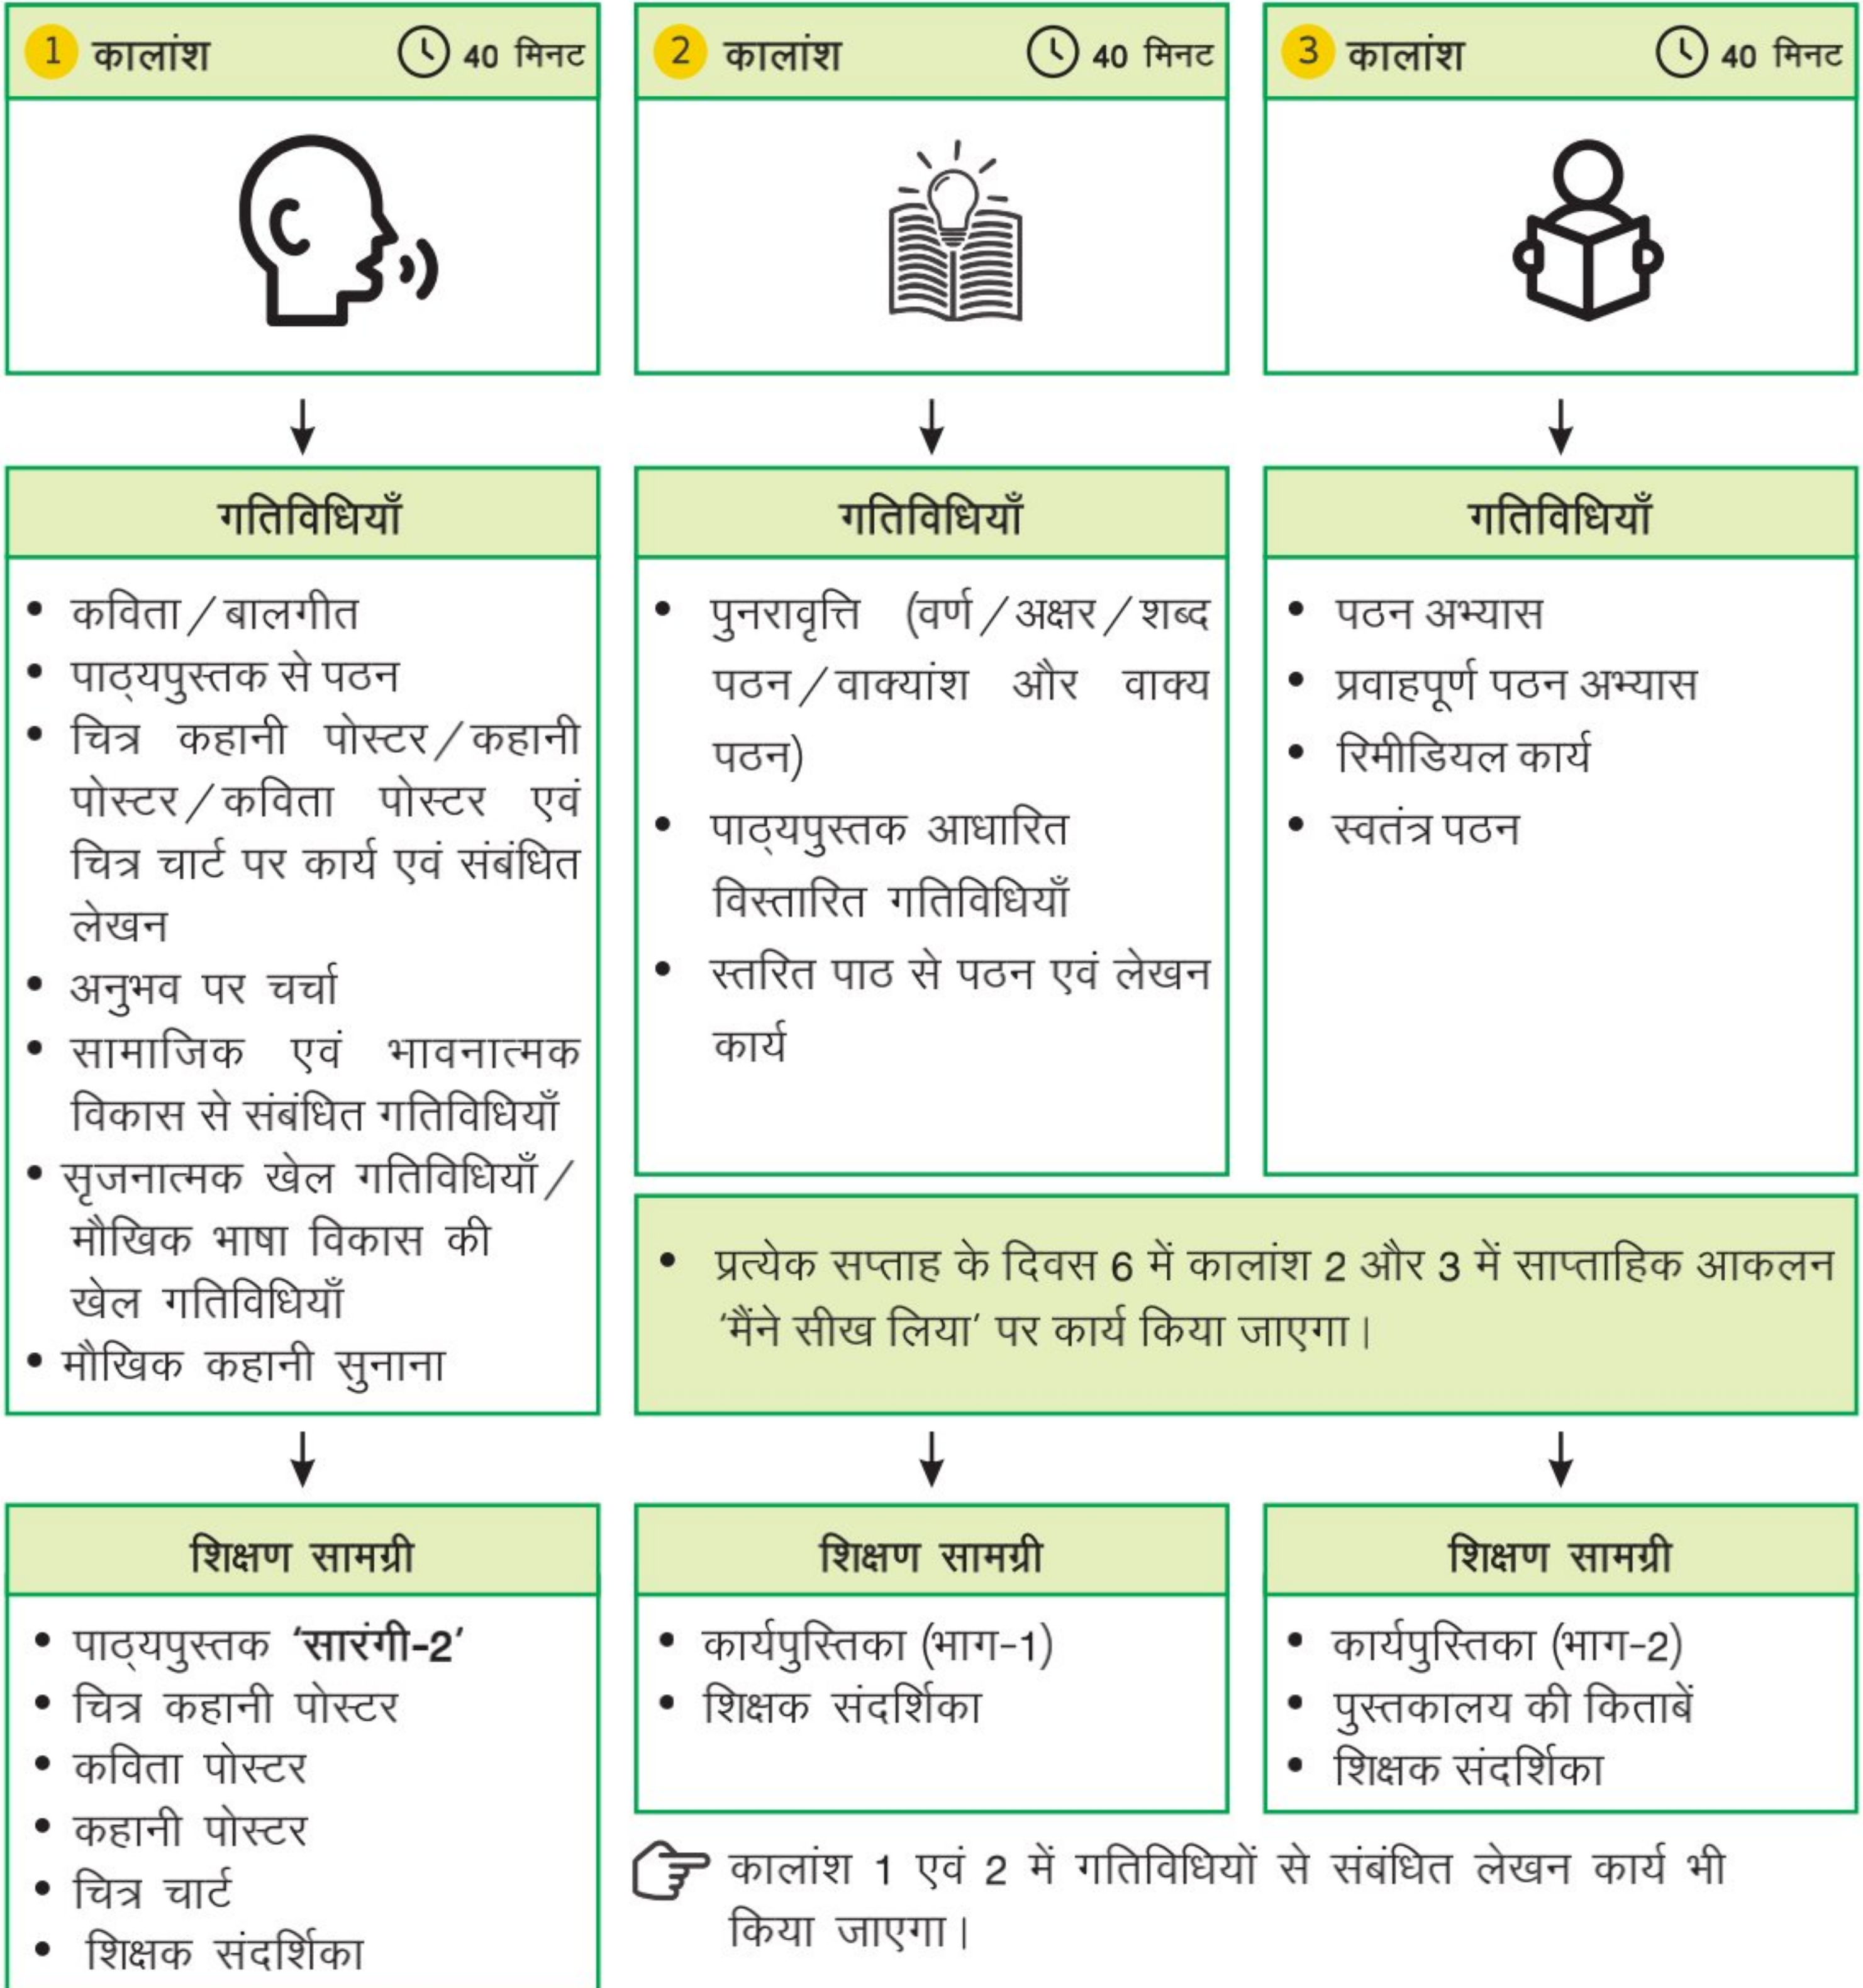 1 कालांश 40 मिनट
2 कालांश 40 मिनट
3 कालांश 40 मिनट
गतिविधियाँ
• कविता/बालगीत
• पाठ्यपुस्तक से पठन
• चित्र कहानी पोस्टर/कहानी
पोस्टर/कविता पोस्टर एवं
चित्र चार्ट पर कार्य एवं संबंधित
लेखन
• अनुभव पर चर्चा
• सामाजिक एवं भावनात्मक
विकास से संबंधित गतिविधियाँ
• सृजनात्मक खेल गतिविधियाँ/
मौखिक भाषा विकास की
खेल गतिविधियाँ
• मौखिक कहानी सुनाना
गतिविधियाँ
• पुनरावृत्ति (वर्ण/अक्षर/शब्द
पठन/वाक्यांश और वाक्य
पठन)
• पाठ्यपुस्तक आधारित
विस्तारित गतिविधियाँ
• स्तरित पाठ से पठन एवं लेखन
कार्य
गतिविधियाँ
• पठन अभ्यास
• प्रवाहपूर्ण पठन अभ्यास
• रिमीडियल कार्य
• स्वतंत्र पठन
• प्रत्येक सप्ताह के दिवस 6 में कालांश 2 और 3 में साप्ताहिक आकलन
'मैंने सीख लिया' पर कार्य किया जाएगा।
शिक्षण सामग्री
• पाठ्यपुस्तक 'सारंगी-2'
• चित्र कहानी पोस्टर
• कविता पोस्टर
• कहानी पोस्टर
• चित्र चार्ट
• शिक्षक संदर्शिका
शिक्षण सामग्री
• कार्यपुस्तिका (भाग-1)
• शिक्षक संदर्शिका
शिक्षण सामग्री
• कार्यपुस्तिका (भाग-2)
• पुस्तकालय की किताबें
• शिक्षक संदर्शिका
कालांश 1 एवं 2 में गतिविधियों से संबंधित लेखन कार्य भी
किया जाएगा।